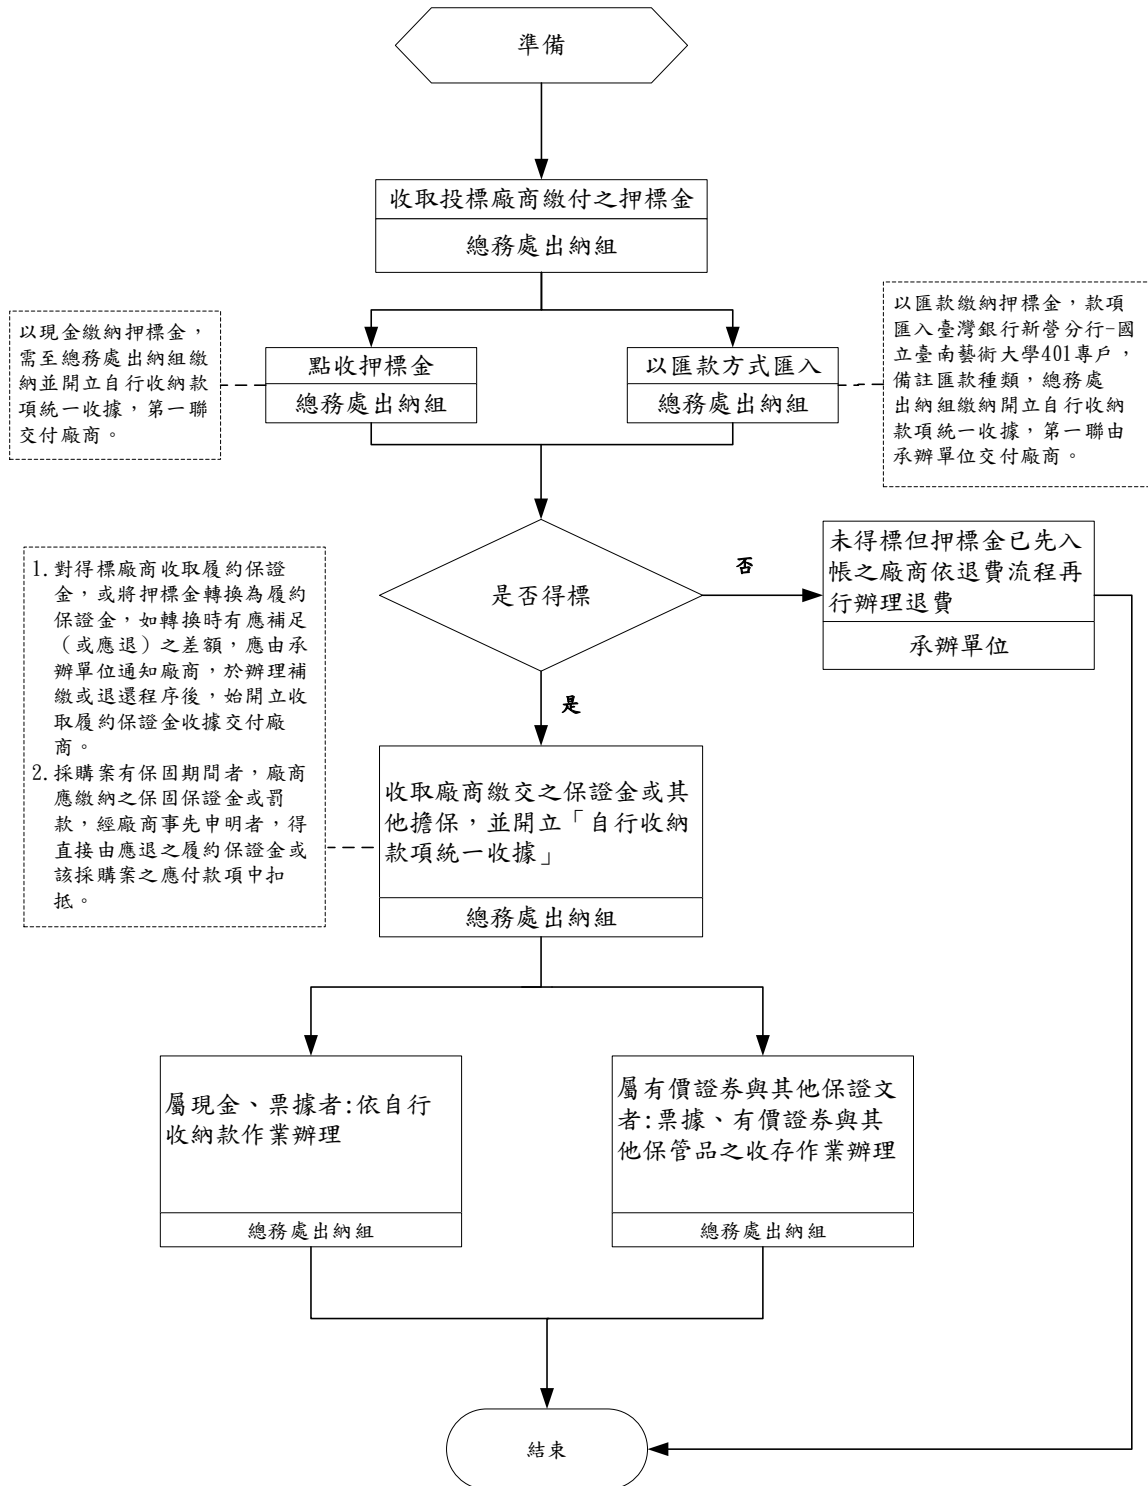 準備
收取投標廠商繳付之押標金
總務處出納組
以現金繳納押標金，
需至總務處出納組繳
納並開立自行收納款
項統一收據，第一聯
交付廠商。
點收押標金
總務處出納組
以匯款方式匯入
總務處出納組
以匯款繳納押標金，款項
匯入臺灣銀行新營分行-國
立臺南藝術大學401專戶，
備註匯款種類，總務處
出納組繳納開立自行收納
款項統一收據，第一聯由
承辦單位交付廠商。
是否得標
否
未得標但押標金已先入
帳之廠商依退費流程再
行辦理退費
承辦單位
是
1. 對得標廠商收取履約保證
金，或將押標金轉換為履約
保證金，如轉換時有應補足
（或應退）之差額，應由承
辦單位通知廠商，於辦理補
繳或退還程序後，始開立收
取履約保證金收據交付廠
商。
2. 採購案有保固期間者，廠商
應繳納之保固保證金或罰
款，經廠商事先申明者，得
直接由應退之履約保證金或
該採購案之應付款項中扣
抵。
收取廠商繳交之保證金或其
他擔保，並開立「自行收納
款項統一收據」
總務處出納組
屬現金、票據者:依自行
收納款作業辦理
總務處出納組
屬有價證券與其他保證文
者:票據、有價證券與其
他保管品之收存作業辦理
總務處出納組
結束